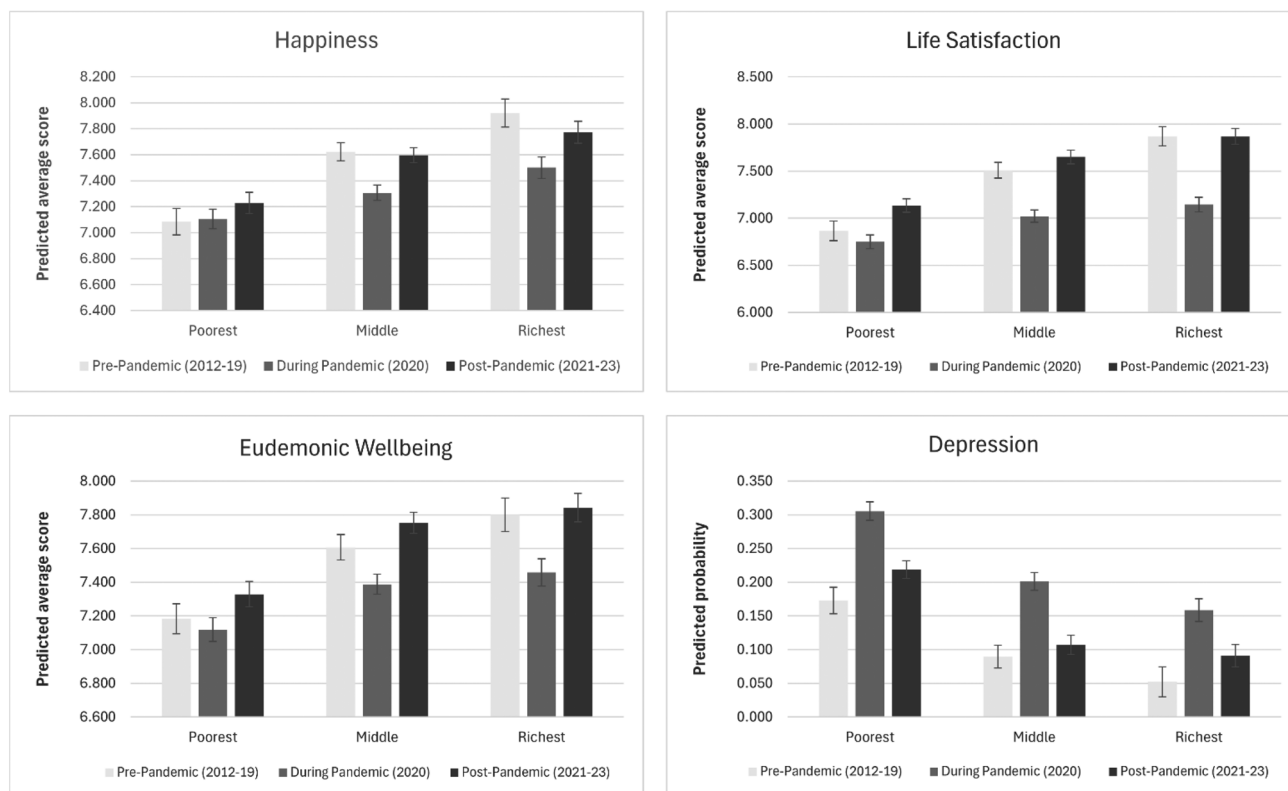 Happiness
Predicted average score
8.200
8.000
7.800
7.600
7.400
7.200
7.000
6.800
6.600
6.400
Poorest Middle Richest
Pre-Pandemic (2012-19) During Pandemic (2020) Post-Pandemic (2021-23)
Life Satisfaction
Predicted average score
8.500
8.000
7.500
7.000
6.500
6.000
Poorest Middle Richest
Pre-Pandemic (2012-19) During Pandemic (2020) Post-Pandemic (2021-23)
Eudemonic Wellbeing
Predicted average score
8.000
7.800
7.600
7.400
7.200
7.000
6.800
6.600
Poorest Middle Richest
Pre-Pandemic (2012-19) During Pandemic (2020) Post-Pandemic (2021-23)
Depression
Predicted probability
0.350
0.300
0.250
0.200
0.150
0.100
0.050
0.000
Poorest Middle Richest
Pre-Pandemic (2012-19) During Pandemic (2020) Post-Pandemic (2021-23)